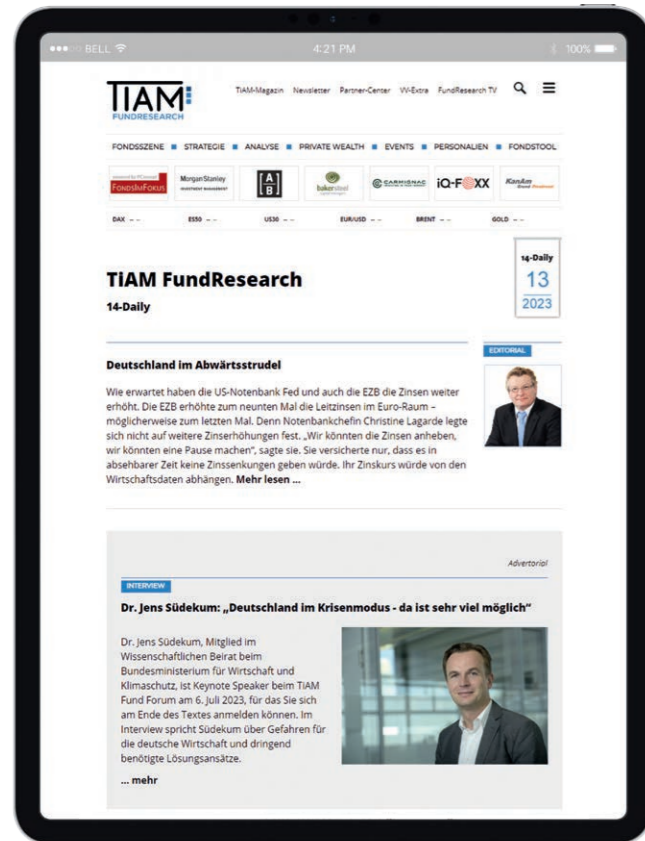 BELL
4:21 PM
100%
TiAM
FUNDRESEARCH
TiAM-Magazin Newsletter Partner-Center VV-Extra FundResearch TV
FONDSSZENE STRATEGIE ANALYSE PRIVATE WEALTH EVENTS PERSONALIEN FONDSTOOL
FONDSIMFOKUS
Morgan Stanley
INVESTMENT MANAGEMENT
[A]
B
bakersteel
CARMIGNAC
iQ-FOXX
KanAm
DAX – – ES50 – – US30 – – EUR/USD – – BRENT – – GOLD – –
14-Daily
13
2023
TiAM FundResearch
14-Daily
EDITORIAL
Deutschland im Abwärtsstrudel
Wie erwartet haben die US-Notenbank Fed und auch die EZB die Zinsen weiter
erhöht. Die EZB erhöhte zum neunten Mal die Leitzinsen im Euro-Raum –
möglicherweise zum letzten Mal. Denn Notenbankchefin Christine Lagarde legte
sich nicht auf weitere Zinserhöhungen fest. „Wir könnten die Zinsen anheben,
wir könnten eine Pause machen“, sagte sie. Sie versicherte nur, dass es in
absehbarer Zeit keine Zinssenkungen geben würde. Ihr Zinskurs würde von den
Wirtschaftsdaten abhängen. Mehr lesen ...
Advertorial
INTERVIEW
Dr. Jens Südekum: „Deutschland im Krisenmodus - da ist sehr viel möglich“
Dr. Jens Südekum, Mitglied im
Wissenschaftlichen Beirat beim
Bundesministerium für Wirtschaft und
Klimaschutz, ist Keynote Speaker beim TiAM
Fund Forum am 6. Juli 2023, für das Sie sich
am Ende des Textes anmelden können. Im
Interview spricht Südekum über Gefahren für
die deutsche Wirtschaft und dringend
benötigte Lösungsansätze.
... mehr